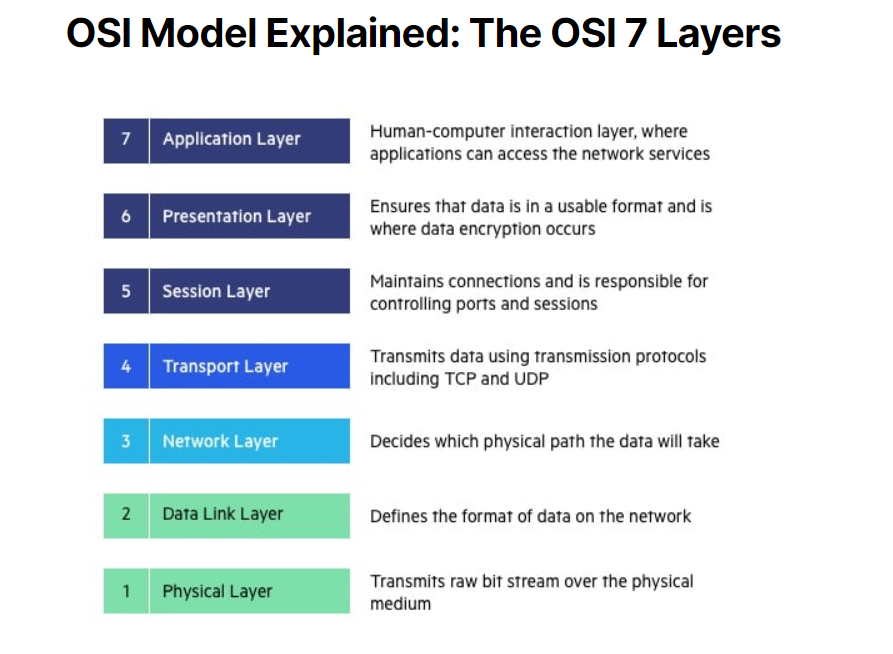 OSI Model Explained: The OSI 7 Layers
7 Application Layer
Human-computer interaction layer, where
applications can access the network services
6 Presentation Layer
Ensures that data is in a usable format and is
where data encryption occurs
5 Session Layer
Maintains connections and is responsible for
controlling ports and sessions
4 Transport Layer
Transmits data using transmission protocols
including TCP and UDP
3 Network Layer
Decides which physical path the data will take
2 Data Link Layer
Defines the format of data on the network
1 Physical Layer
Transmits raw bit stream over the physical
medium